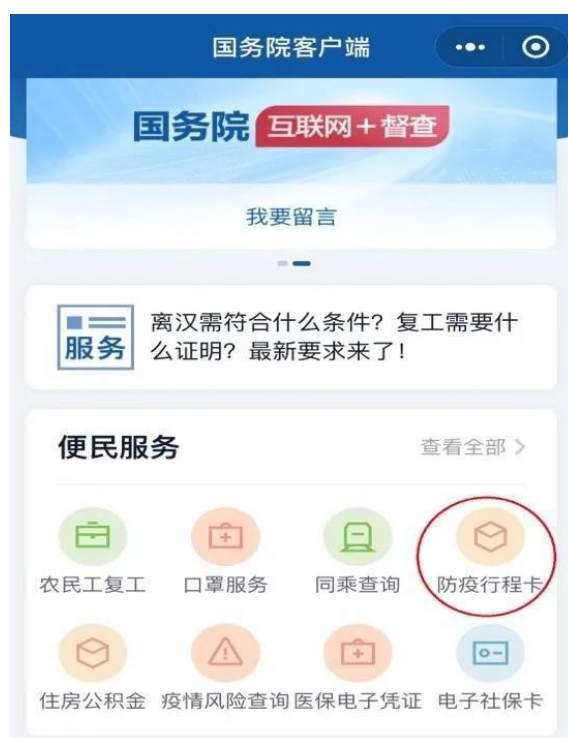 国务院客户端
国务院 互联网+督查
我要留言
服务
离汉需符合什么条件？复工需要什
么证明？最新要求来了！
便民服务 查看全部 >
农民工复工 口罩服务 同乘查询 防疫行程卡
住房公积金 疫情风险查询 医保电子凭证 电子社保卡